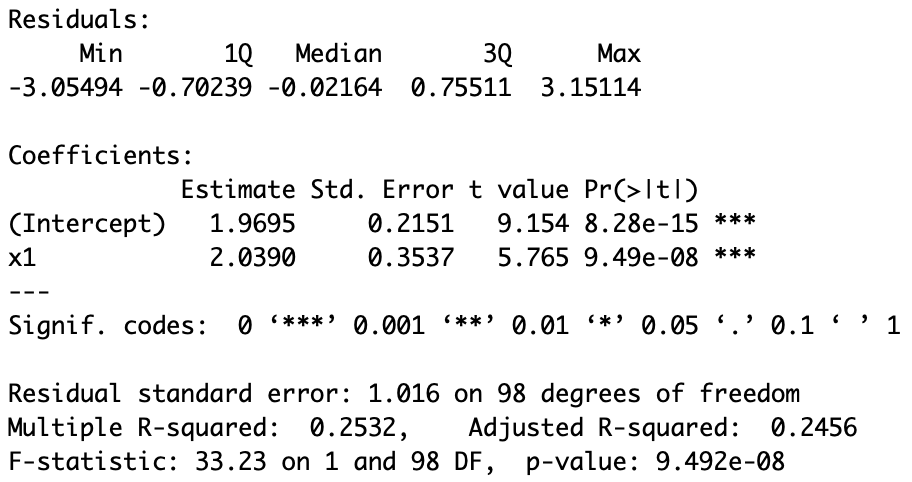 Residuals:
     Min       1Q   Median       3Q      Max
-3.05494 -0.70239 -0.02164  0.75511  3.15114

Coefficients:
            Estimate Std. Error t value Pr(>|t|)
(Intercept)   1.9695     0.2151   9.154 8.28e-15 ***
x1            2.0390     0.3537   5.765 9.49e-08 ***
---
Signif. codes:  0 ‘***’ 0.001 ‘**’ 0.01 ‘*’ 0.05 ‘.’ 0.1 ‘ ’ 1

Residual standard error: 1.016 on 98 degrees of freedom
Multiple R-squared:  0.2532,    Adjusted R-squared:  0.2456
F-statistic: 33.23 on 1 and 98 DF,  p-value: 9.492e-08